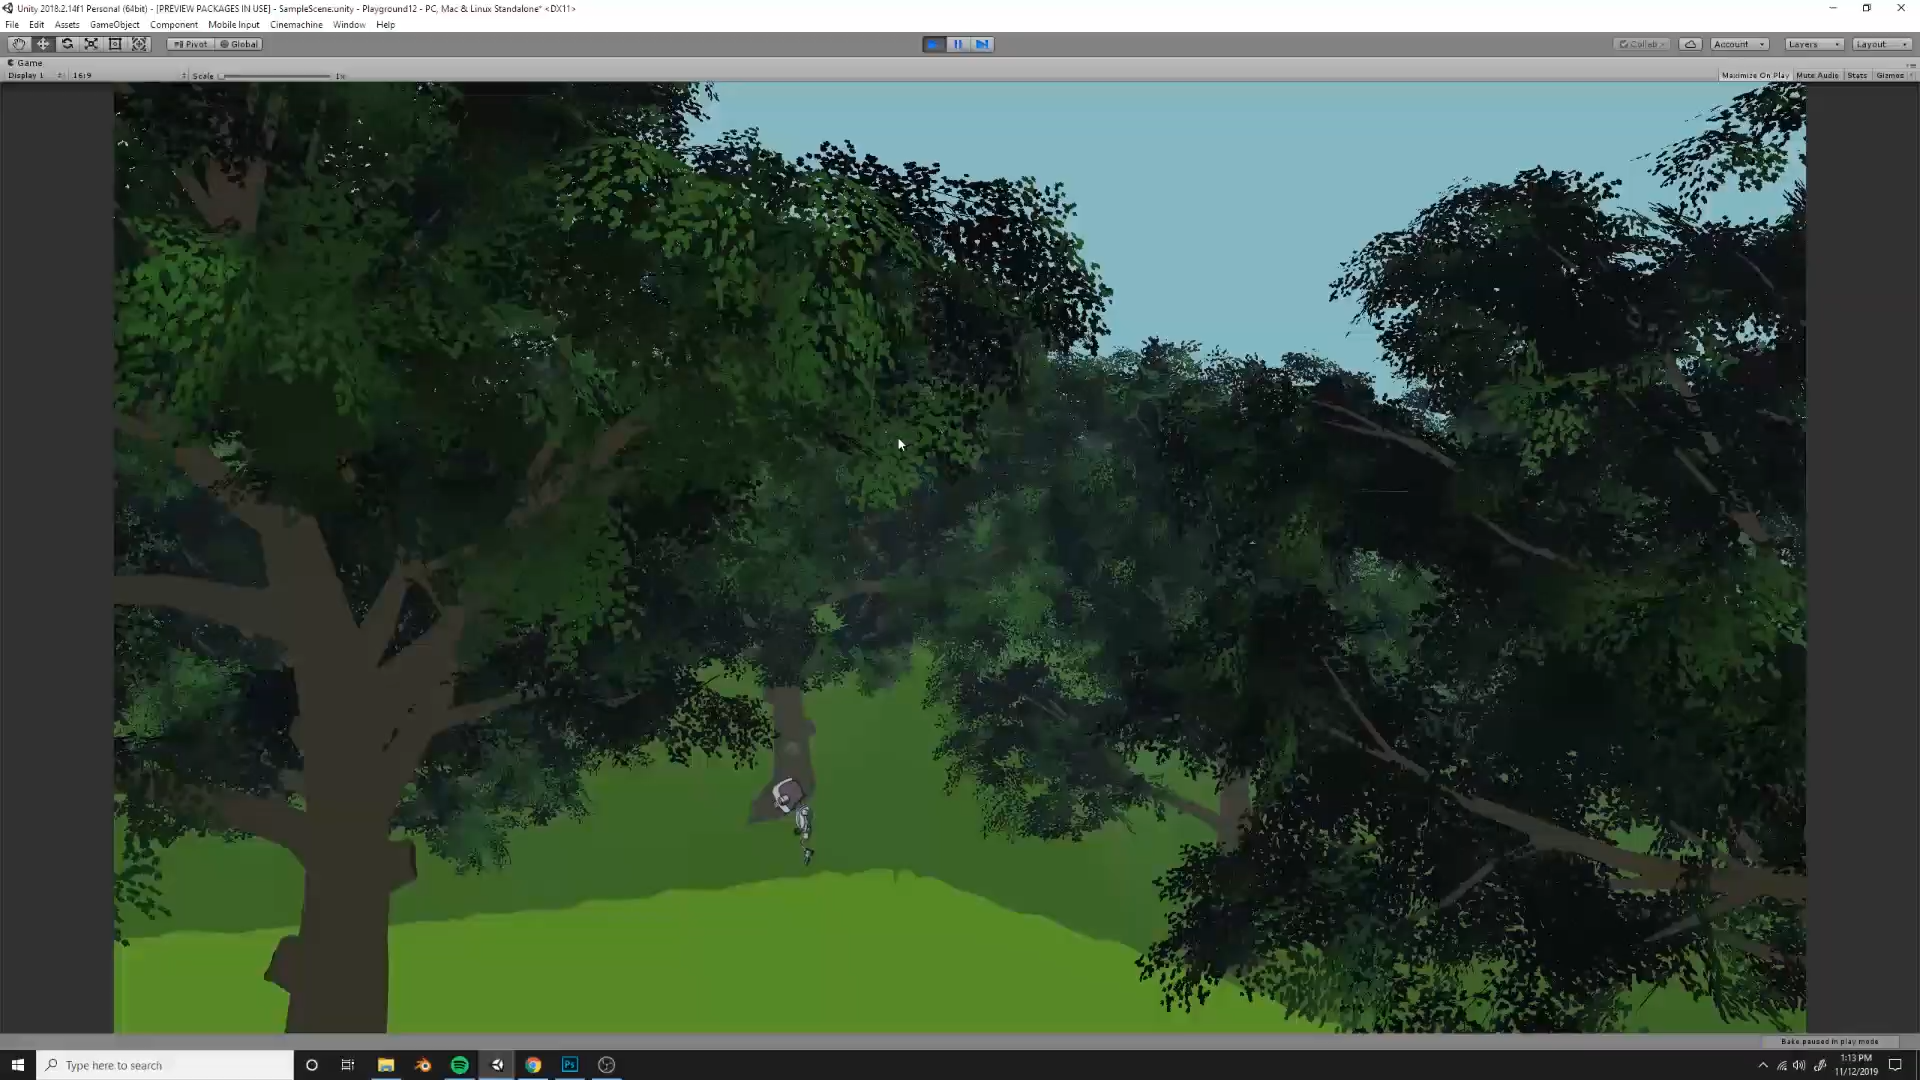 Unity 2018.2.14f1 Personal (64bit) - [PREVIEW PACKAGES IN USE] - SampleScene.unity - Playground12 - PC, Mac & Linux Standalone* <DX11>
File Edit Assets GameObject Component Mobile Input Cinemachine Window Help
Pivot Global Collab Account Layers Layout
Game
Display 1 16:9 Scale 1x Maximize On Play Mute Audio Stats Gizmos
Bake paused in play mode
Type here to search
Ps
1:13 PM
11/12/2019